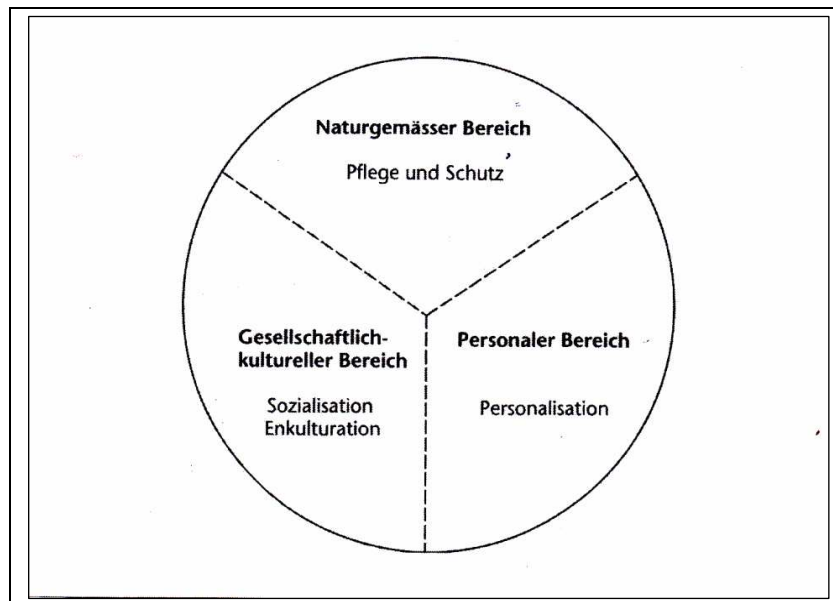 Naturgemässer Bereich
Pflege und Schutz
Gesellschaftlich-
kultureller Bereich
Sozialisation
Enkulturation
Personaler Bereich
Personalisation